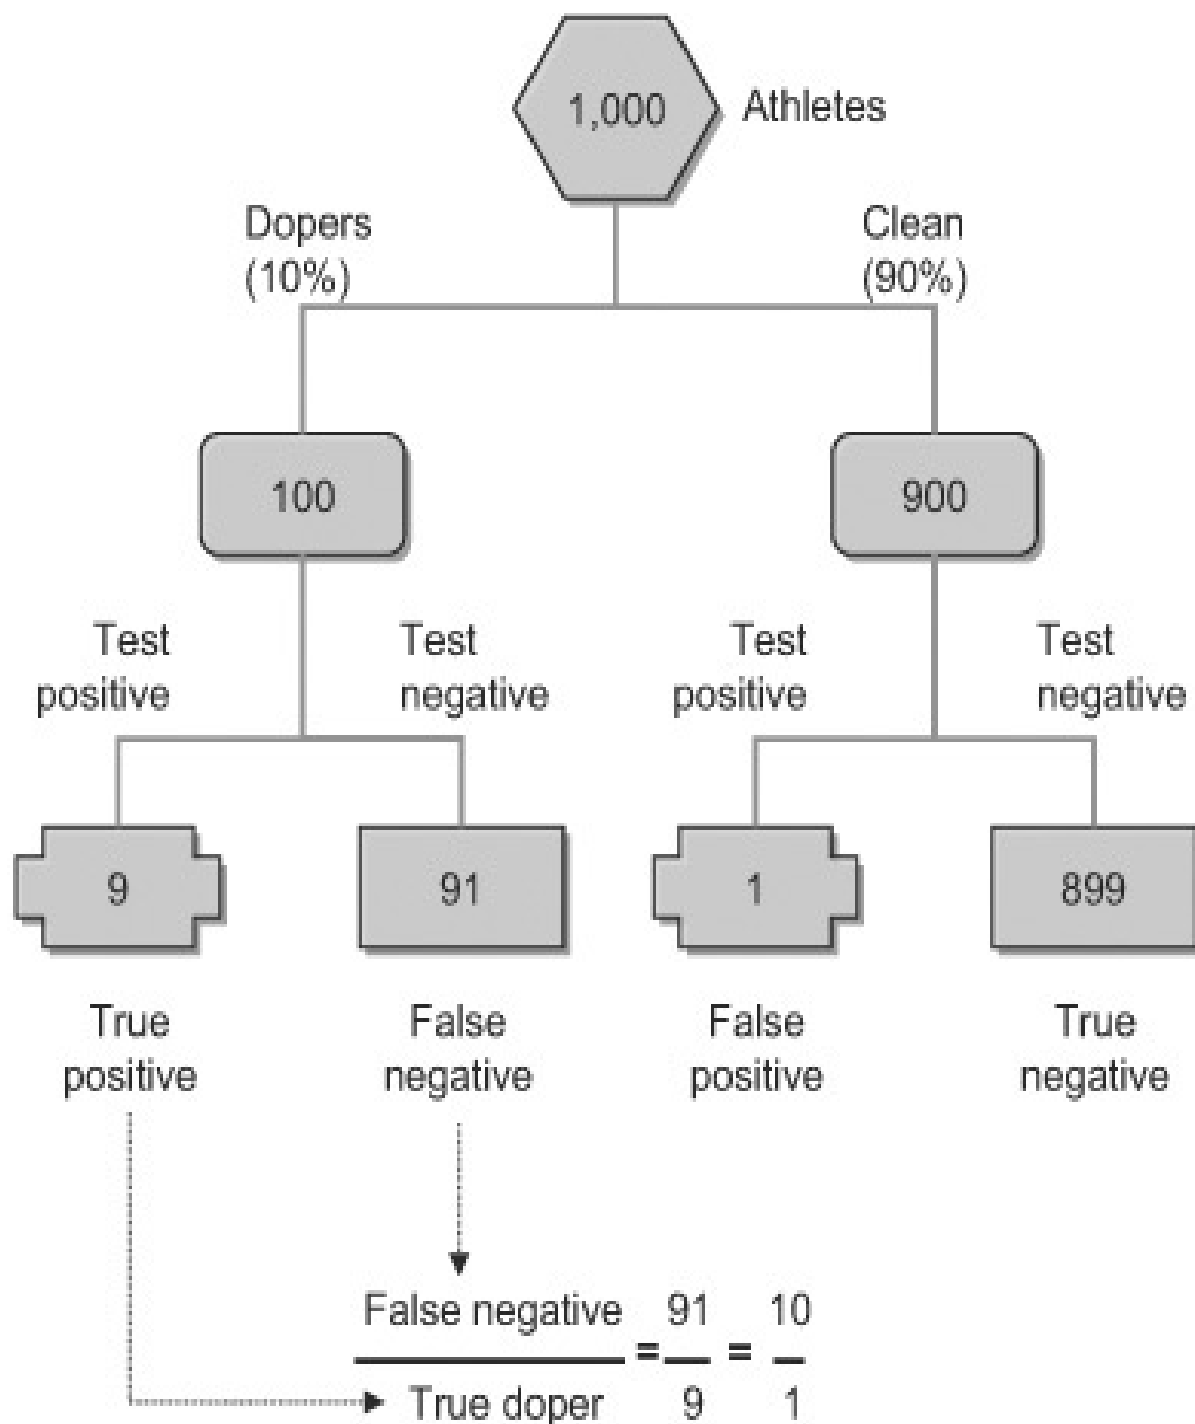 1,000 Athletes
Dopers
(10%)
Clean
(90%)
100
900
Test
positive
Test
negative
Test
positive
Test
negative
9
91
1
899
True
positive
False
negative
False
positive
True
negative
False negative = 91 = 10
True doper 9 1